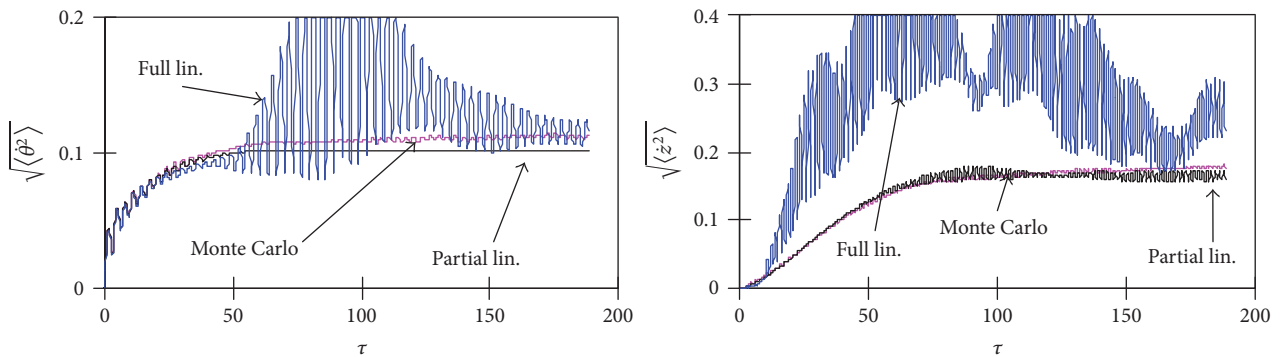 0.2
0.1
0
√⟨θ̇²⟩
Full lin.
Monte Carlo
Partial lin.
0 50 100 150 200
τ
0.4
0.3
0.2
0.1
0
√⟨ż²⟩
Full lin.
Monte Carlo
Partial lin.
0 50 100 150 200
τ